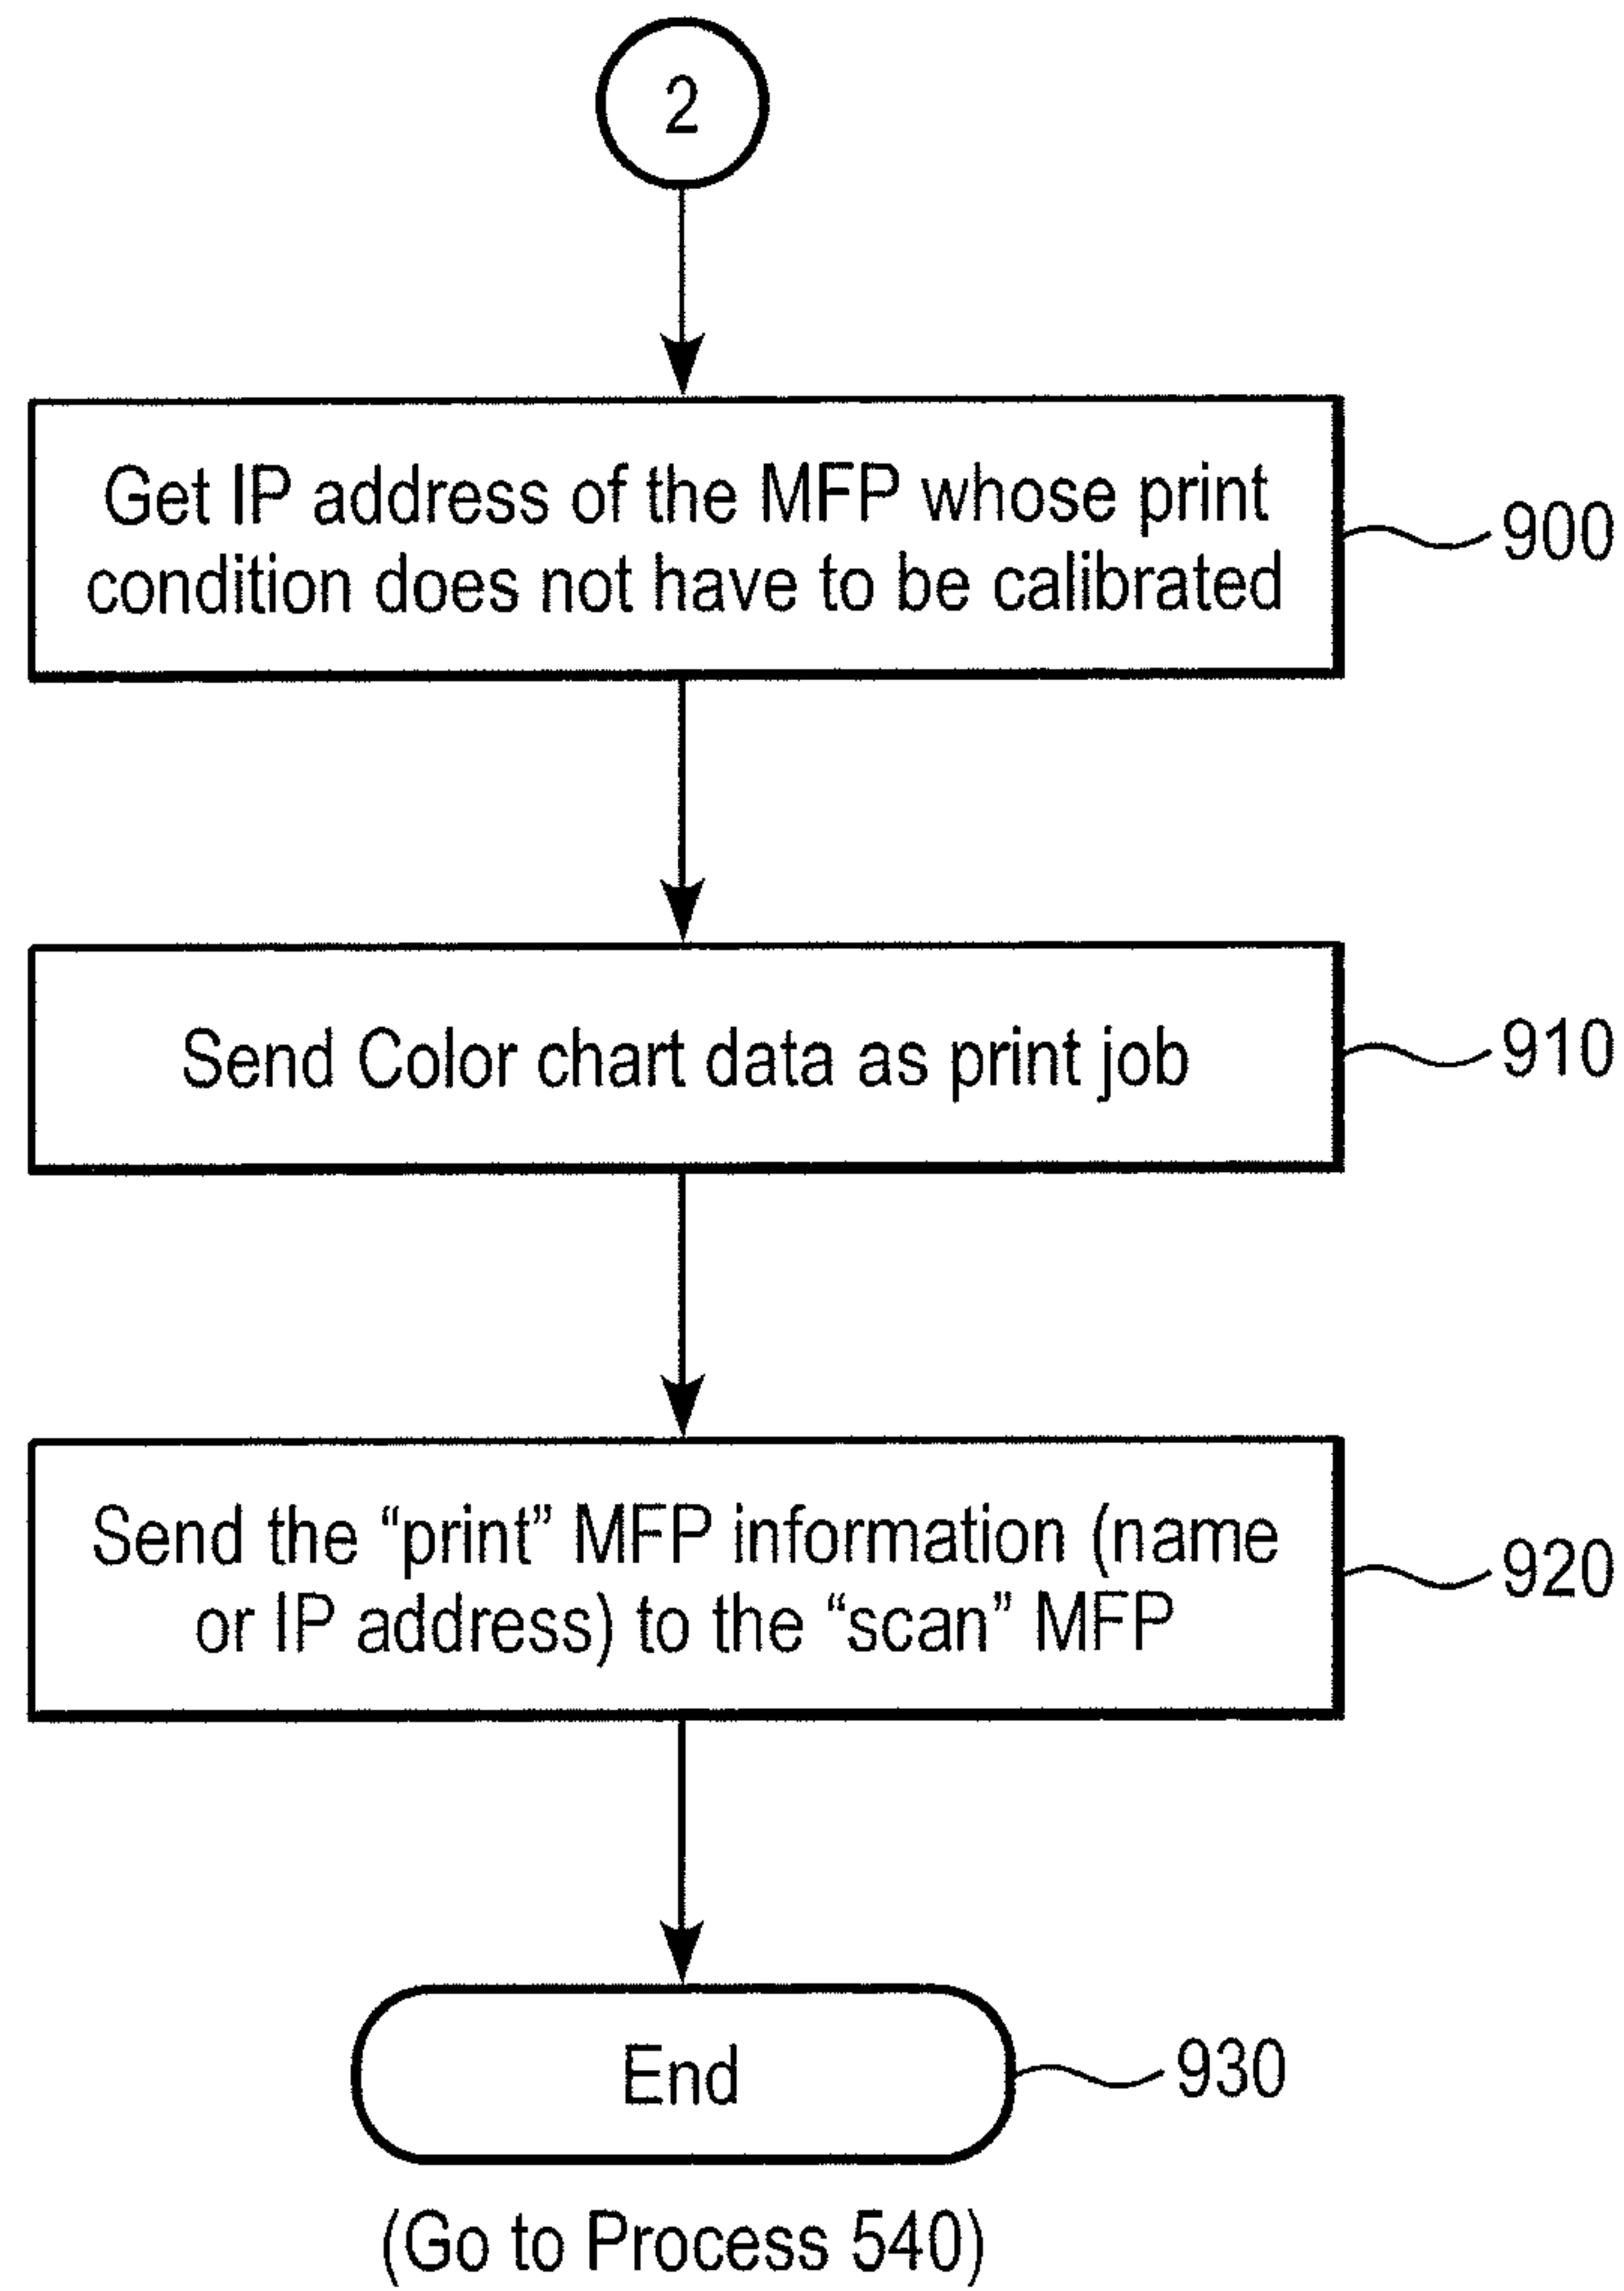 2
Get IP address of the MFP whose print
condition does not have to be calibrated
900
Send Color chart data as print job
910
Send the “print” MFP information (name
or IP address) to the “scan” MFP
920
End
930
(Go to Process 540)